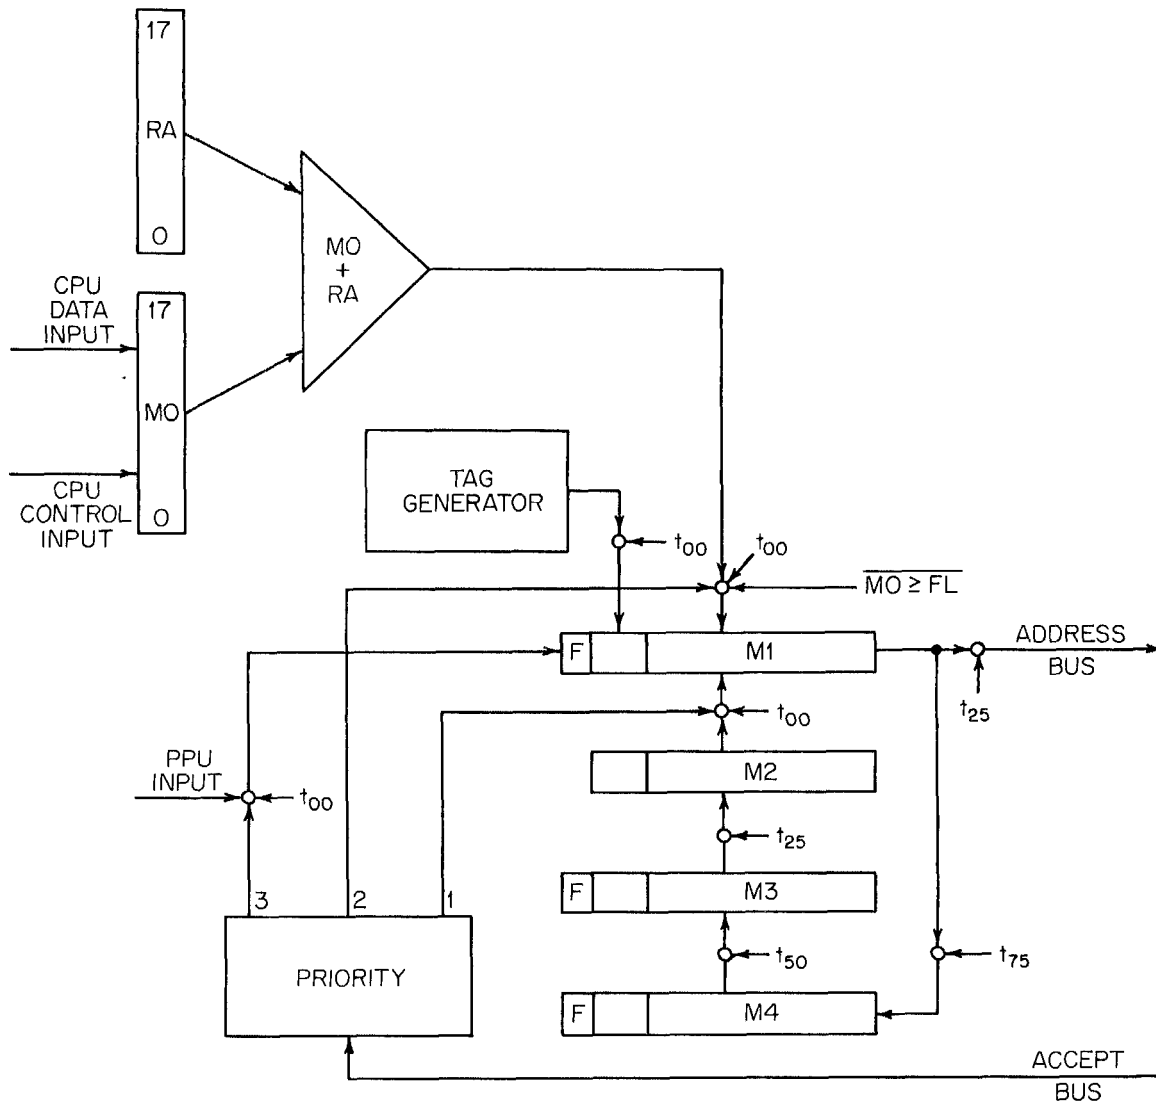 17
RA
0
CPU
DATA
INPUT
17
MO
0
CPU
CONTROL
INPUT
MO
+
RA
TAG
GENERATOR
t00
t00
MO ≥ FL
F
M1
ADDRESS
BUS
t25
t00
PPU
INPUT
t00
M2
t25
F
M3
3
2
1
t50
t75
PRIORITY
F
M4
ACCEPT
BUS